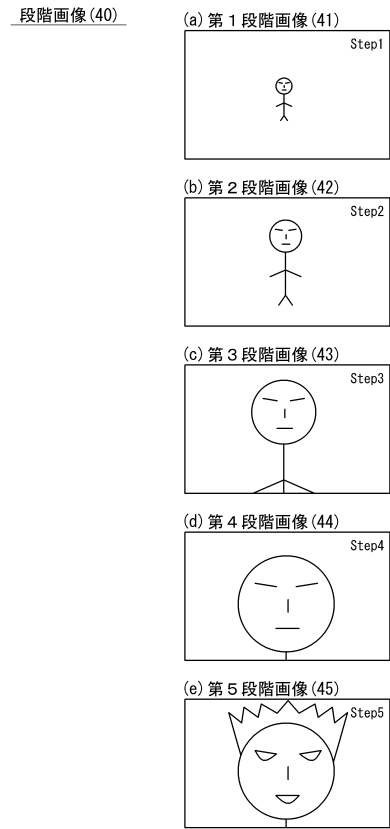 段階画像(40)
(a) 第１段階画像(41)
Step1
(b) 第２段階画像(42)
Step2
(c) 第３段階画像(43)
Step3
(d) 第４段階画像(44)
Step4
(e) 第５段階画像(45)
Step5